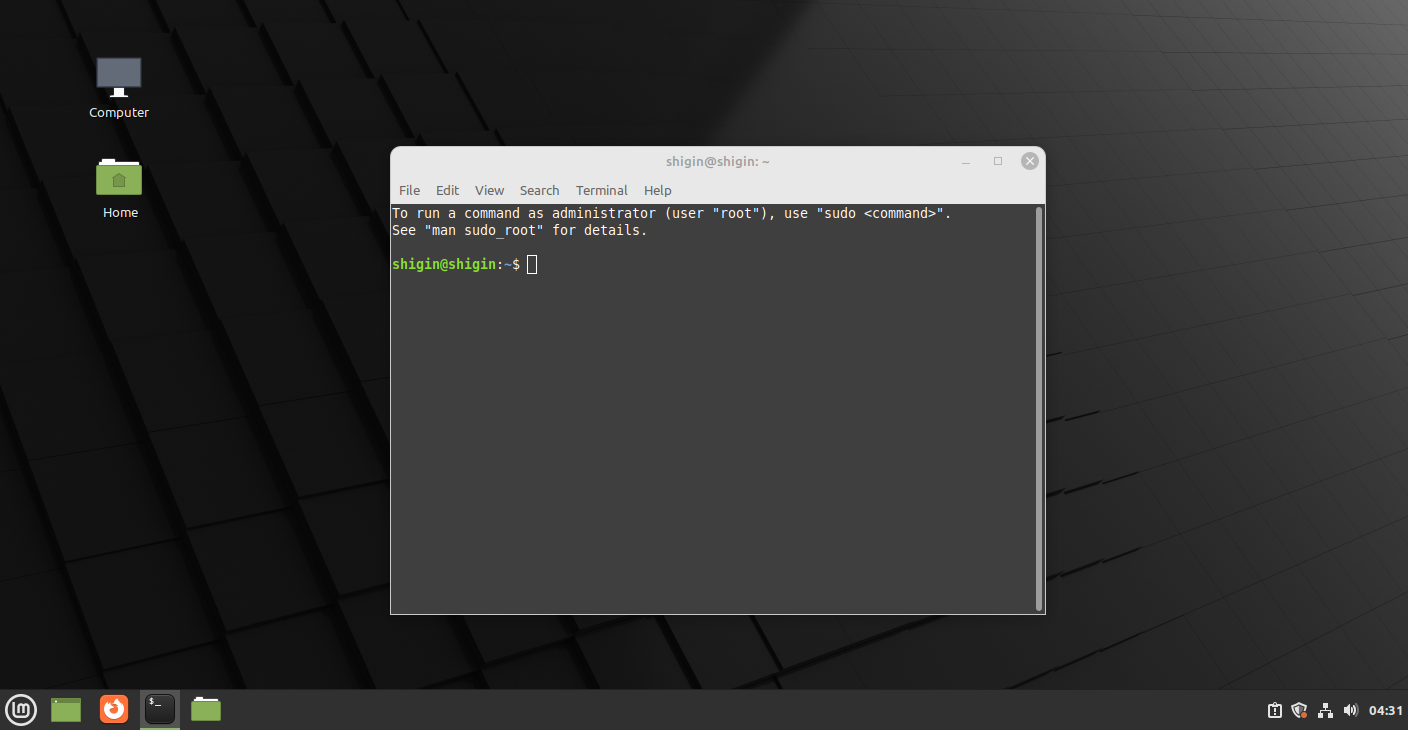 Computer
Home
shigin@shigin: ~
File Edit View Search Terminal Help
To run a command as administrator (user "root"), use "sudo <command>".
See "man sudo_root" for details.
shigin@shigin:~$
$_
04:31